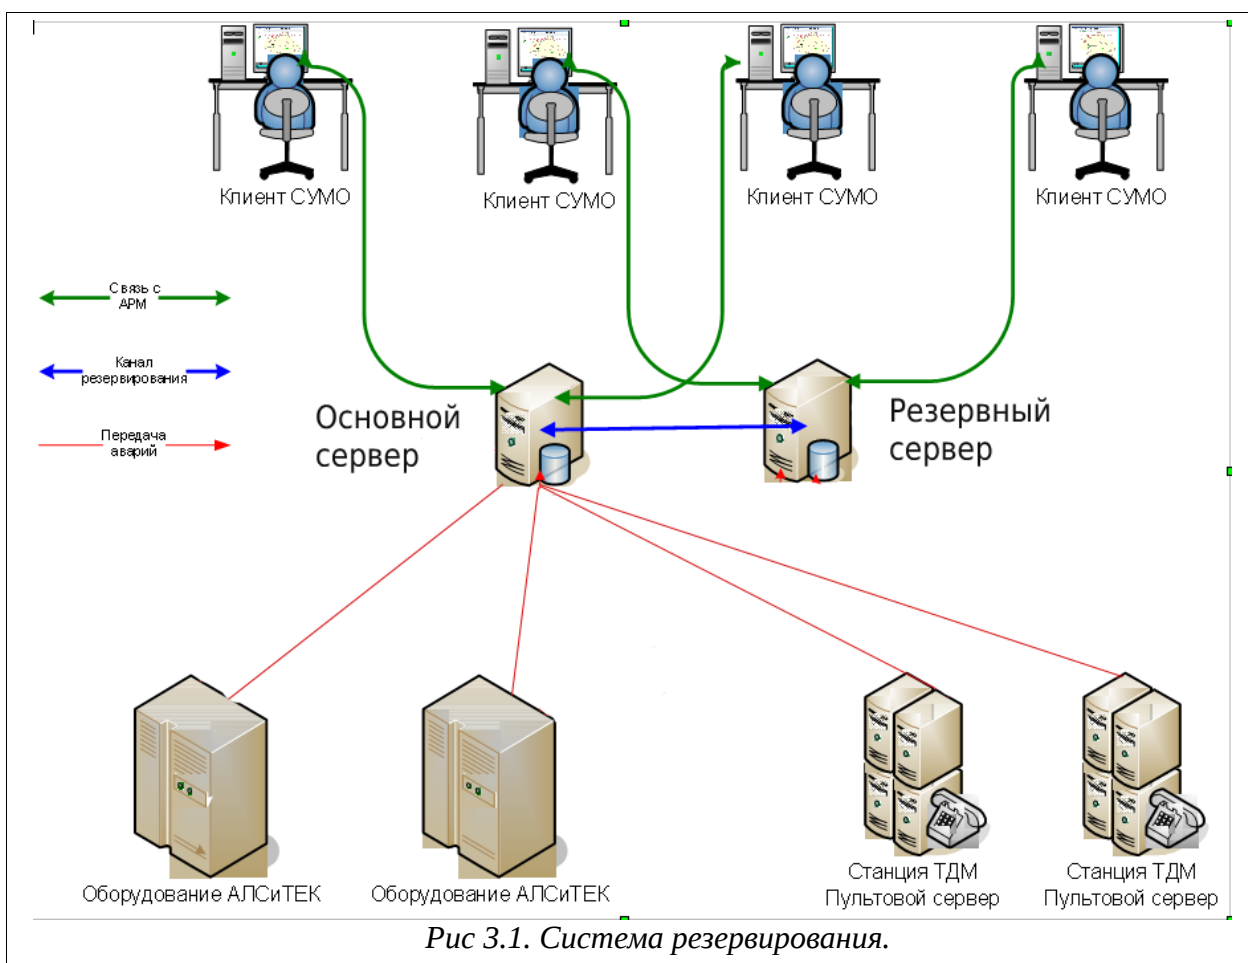 Клиент СУМО
Клиент СУМО
Клиент СУМО
Клиент СУМО
Связь с
АРМ
Канал
резервирования
Передача
аварий
Основной
сервер
Резервный
сервер
Оборудование АЛСиТЕК
Оборудование АЛСиТЕК
Станция ТДМ
Пультовой сервер
Станция ТДМ
Пультовой сервер
Рис 3.1. Система резервирования.